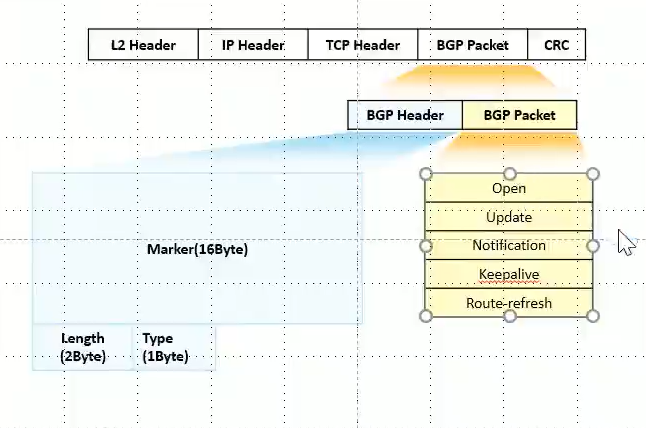 L2 Header IP Header TCP Header BGP Packet CRC
BGP Header BGP Packet
Marker(16Byte)
Length
(2Byte)
Type
(1Byte)
Open
Update
Notification
Keepalive
Route-refresh